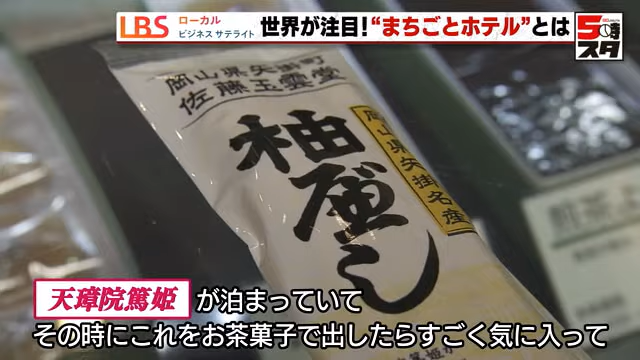 LBS
ローカル
ビジネス サテライト
世界が注目!“まちごとホテル”とは
5時スタ
岡山県矢掛町
佐藤玉雲堂
柚べし
岡山県矢掛名産
天璋院篤姫 が泊まっていて
その時にこれをお茶菓子で出したらすごく気に入って